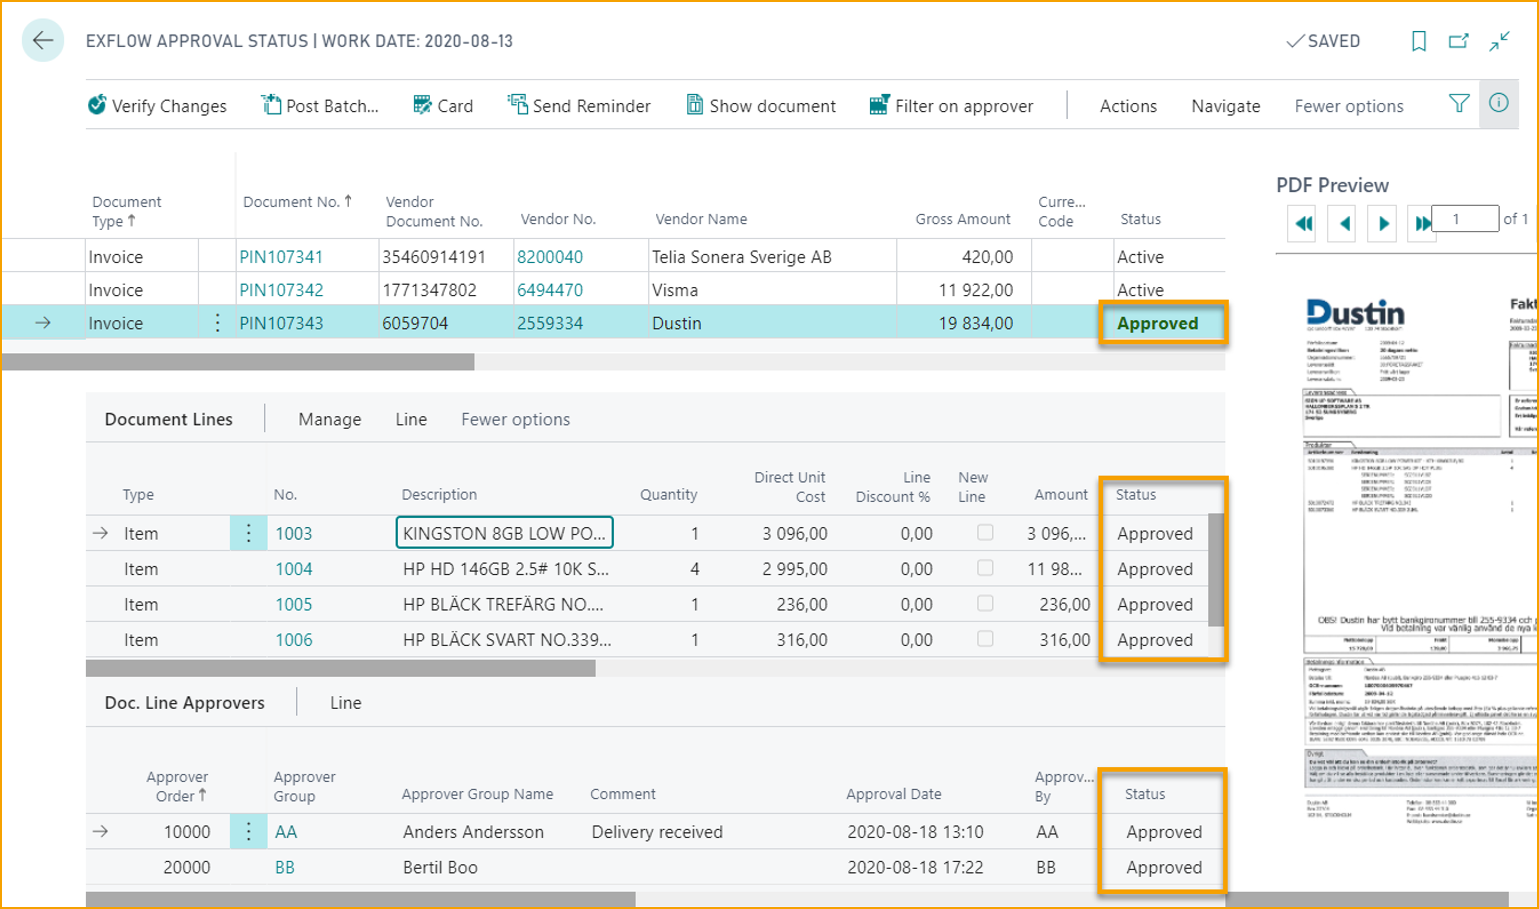 EXFLOW APPROVAL STATUS | WORK DATE: 2020-08-13
SAVED
Verify Changes
Post Batch...
Card
Send Reminder
Show document
Filter on approver
Actions
Navigate
Fewer options
Document Type ↑
Document No. ↑
Vendor Document No.
Vendor No.
Vendor Name
Gross Amount
Curre... Code
Status
Invoice PIN107341 35460914191 8200040 Telia Sonera Sverige AB 420,00 Active
Invoice PIN107342 1771347802 6494470 Visma 11 922,00 Active
Invoice PIN107343 6059704 2559334 Dustin 19 834,00 Approved
Document Lines
Manage
Line
Fewer options
Type
No.
Description
Quantity
Direct Unit Cost
Line Discount %
New Line
Amount
Status
Item 1003 KINGSTON 8GB LOW PO... 1 3 096,00 0,00 3 096,... Approved
Item 1004 HP HD 146GB 2.5# 10K S... 4 2 995,00 0,00 11 98... Approved
Item 1005 HP BLÄCK TREFÄRG NO.... 1 236,00 0,00 236,00 Approved
Item 1006 HP BLÄCK SVART NO.339... 1 316,00 0,00 316,00 Approved
Doc. Line Approvers
Line
Approver Order ↑
Approver Group
Approver Group Name
Comment
Approval Date
Approv... By
Status
10000 AA Anders Andersson Delivery received 2020-08-18 13:10 AA Approved
20000 BB Bertil Boo 2020-08-18 17:22 BB Approved
PDF Preview
1 of 1
Dustin
Fakt
OBS! Dustin har bytt bankgironummer till 255-9334 och
Vid betalning var vänlig använd de nya